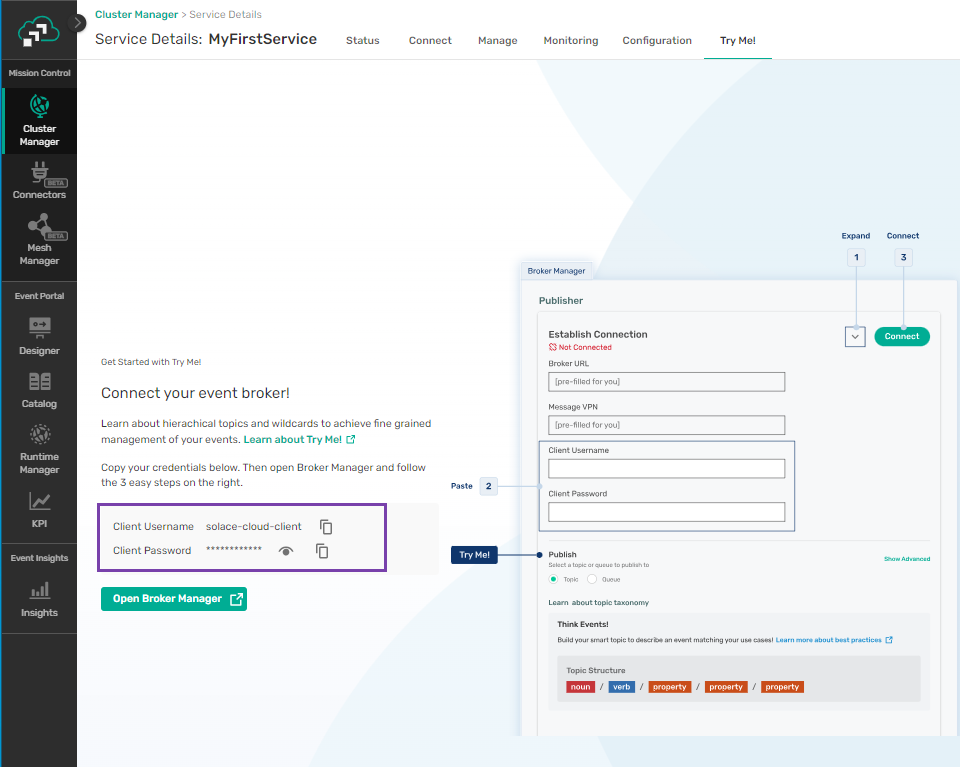 Cluster Manager > Service Details
Service Details: MyFirstService
Status
Connect
Manage
Monitoring
Configuration
Try Me!
Mission Control
Cluster
Manager
BETA
Connectors
BETA
Mesh
Manager
Event Portal
Designer
Catalog
Runtime
Manager
KPI
Event Insights
Insights
Get Started with Try Me!
Connect your event broker!
Learn about hierachical topics and wildcards to achieve fine grained
management of your events. Learn about Try Me!
Copy your credentials below. Then open Broker Manager and follow
the 3 easy steps on the right.
Client Username solace-cloud-client
Client Password ************
Open Broker Manager
Expand
Connect
1
3
Broker Manager
Publisher
Establish Connection
Not Connected
Connect
Broker URL
[pre-filled for you]
Message VPN
[pre-filled for you]
Client Username
Paste 2
Client Password
Try Me!
Publish
Show Advanced
Select a topic or queue to publish to
Topic Queue
Learn about topic taxonomy
Think Events!
Build your smart topic to describe an event matching your use cases! Learn more about best practices
Topic Structure
noun / verb / property / property / property